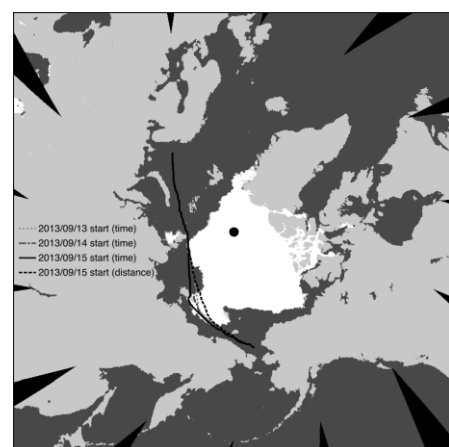 2013/09/13 start (time)
2013/09/14 start (time)
2013/09/15 start (time)
2013/09/15 start (distance)